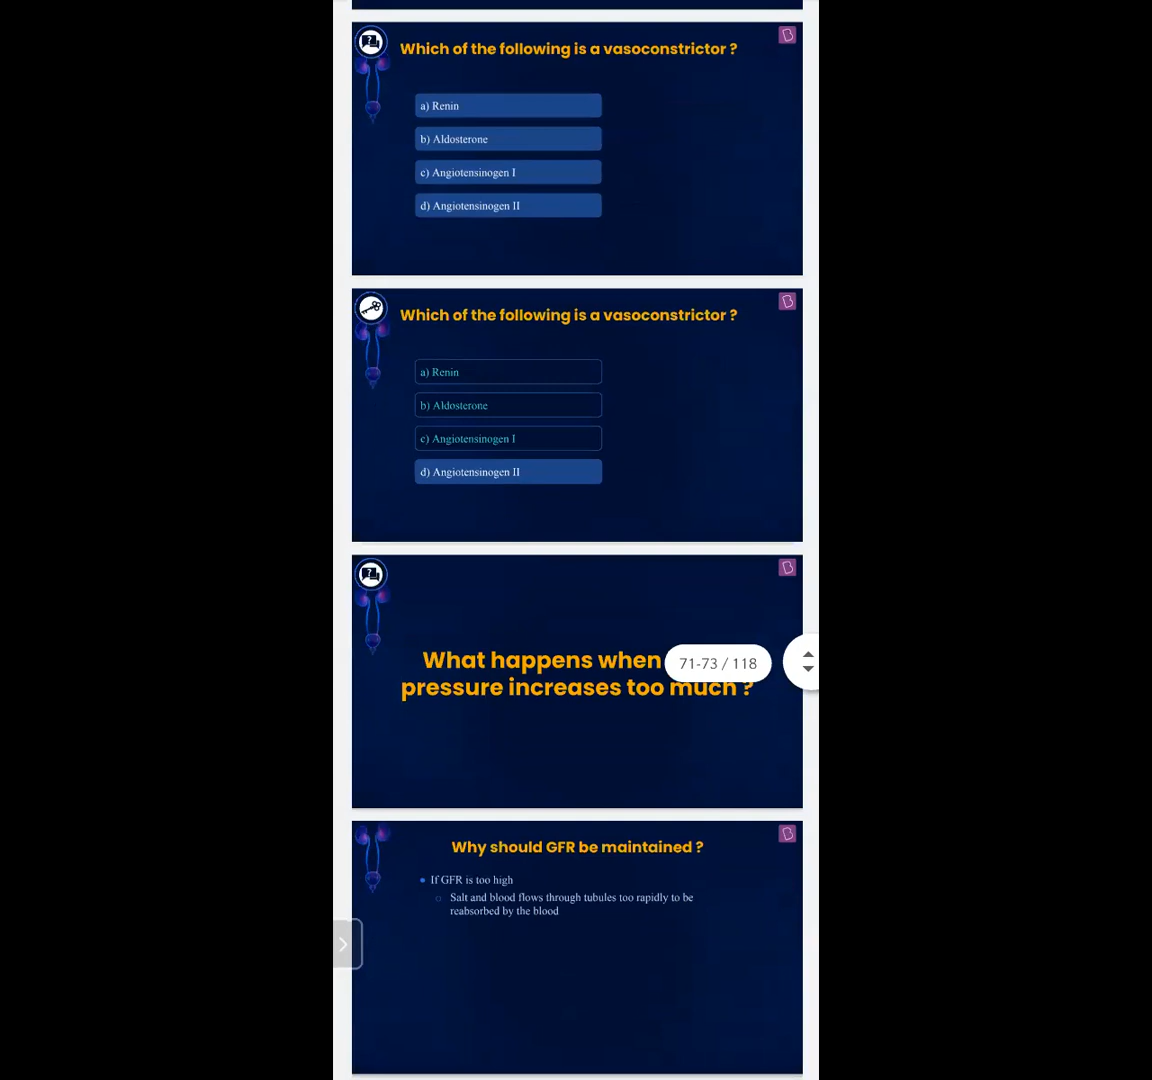 Which of the following is a vasoconstrictor ?
a) Renin
b) Aldosterone
c) Angiotensinogen I
d) Angiotensinogen II
Which of the following is a vasoconstrictor ?
a) Renin
b) Aldosterone
c) Angiotensinogen I
d) Angiotensinogen II
What happens when
71-73 / 118
pressure increases too much ?
Why should GFR be maintained ?
If GFR is too high
Salt and blood flows through tubules too rapidly to be
reabsorbed by the blood